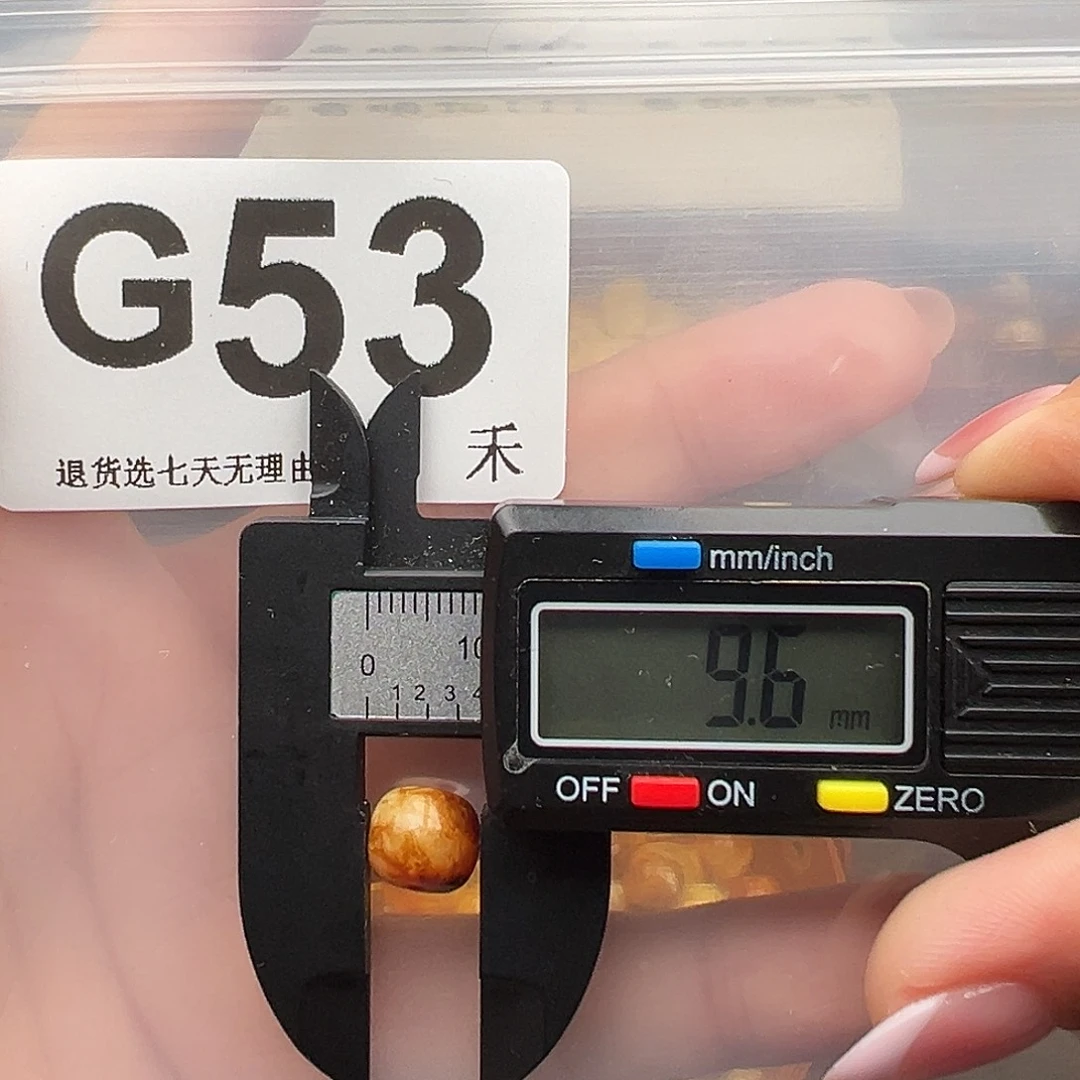 G53
退货选七天无理由
禾
mm/inch
0 10
1 2 3 4
9.6 mm
OFF ON ZERO